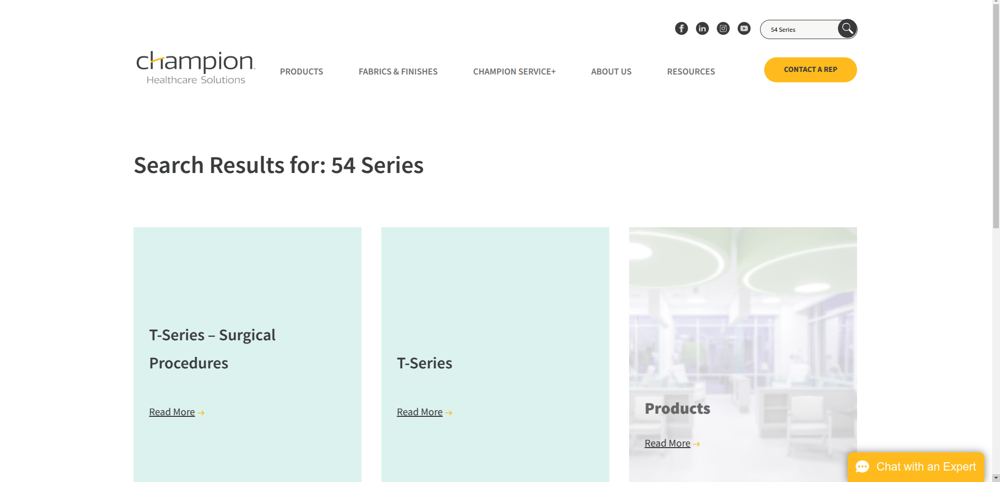 54 Series
champion
Healthcare Solutions
PRODUCTS
FABRICS & FINISHES
CHAMPION SERVICE+
ABOUT US
RESOURCES
CONTACT A REP
Search Results for: 54 Series
T-Series – Surgical
Procedures
Read More →
T-Series
Read More →
Products
Read More →
Chat with an Expert